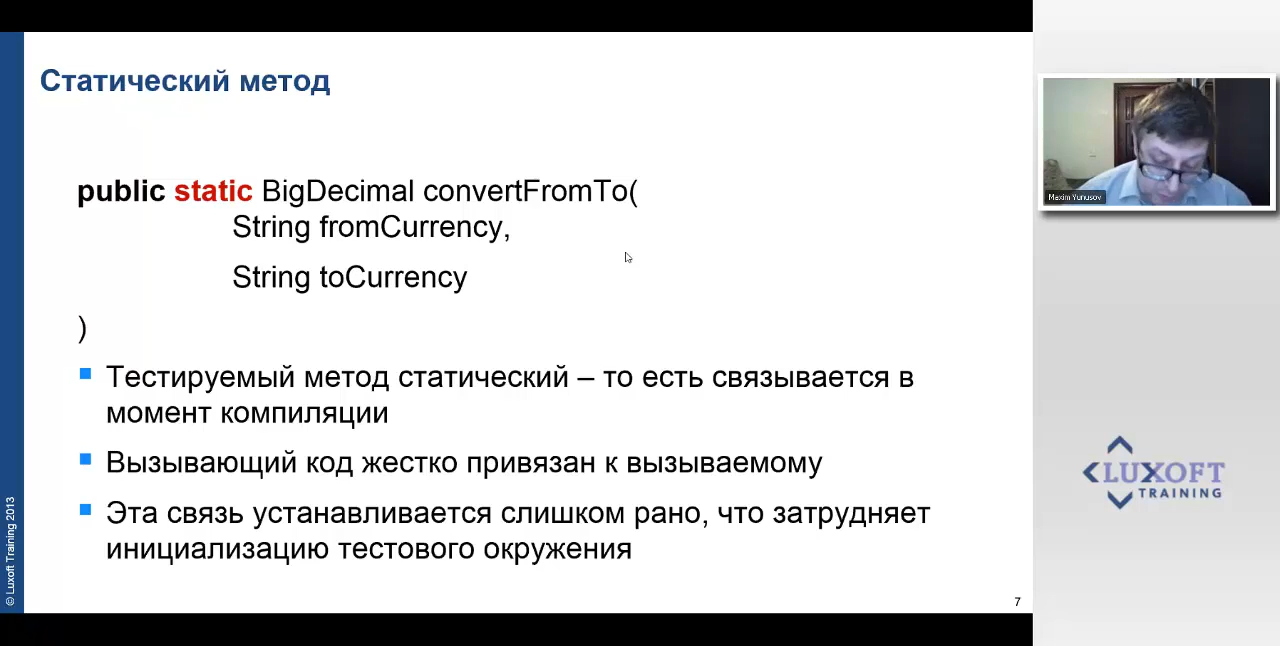 Статический метод
public static BigDecimal convertFromTo(
String fromCurrency,
String toCurrency
)
Тестируемый метод статический – то есть связывается в
момент компиляции
Вызывающий код жестко привязан к вызываемому
Эта связь устанавливается слишком рано, что затрудняет
инициализацию тестового окружения
7
© Luxoft Training 2013
Maxim Yunusov
LUXOFT
TRAINING